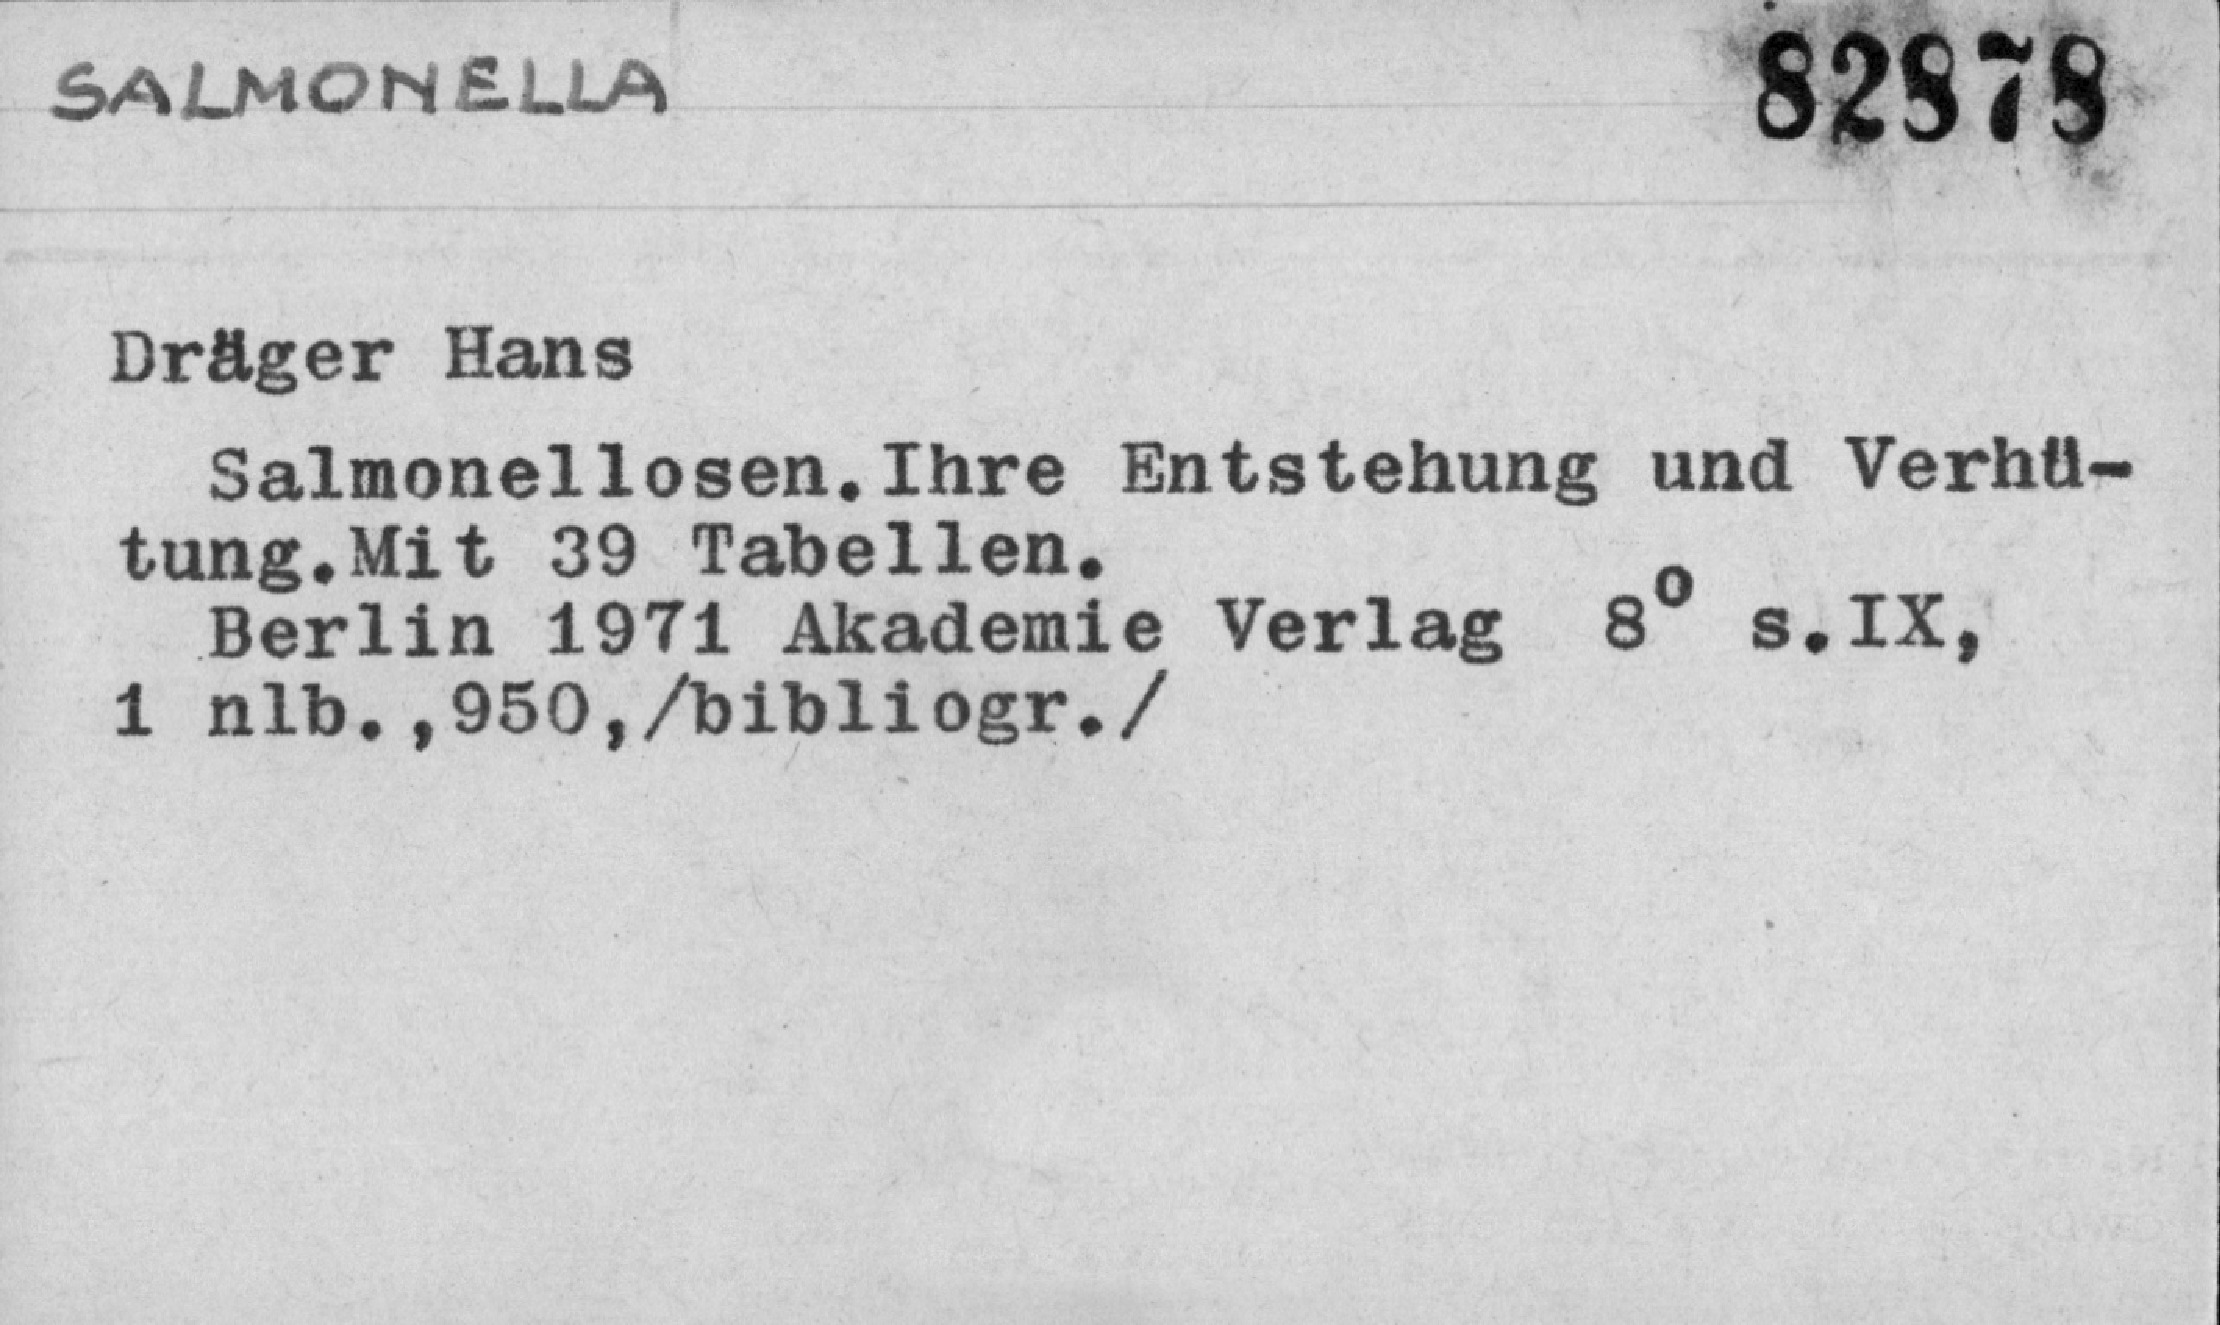 SALMONELLA
82878
Dräger Hans
Salmonellosen.Ihre Entstehung und Verhü-
tung.Mit 39 Tabellen.
Berlin 1971 Akademie Verlag 8° s.IX,
1 nlb.,950,/bibliogr./